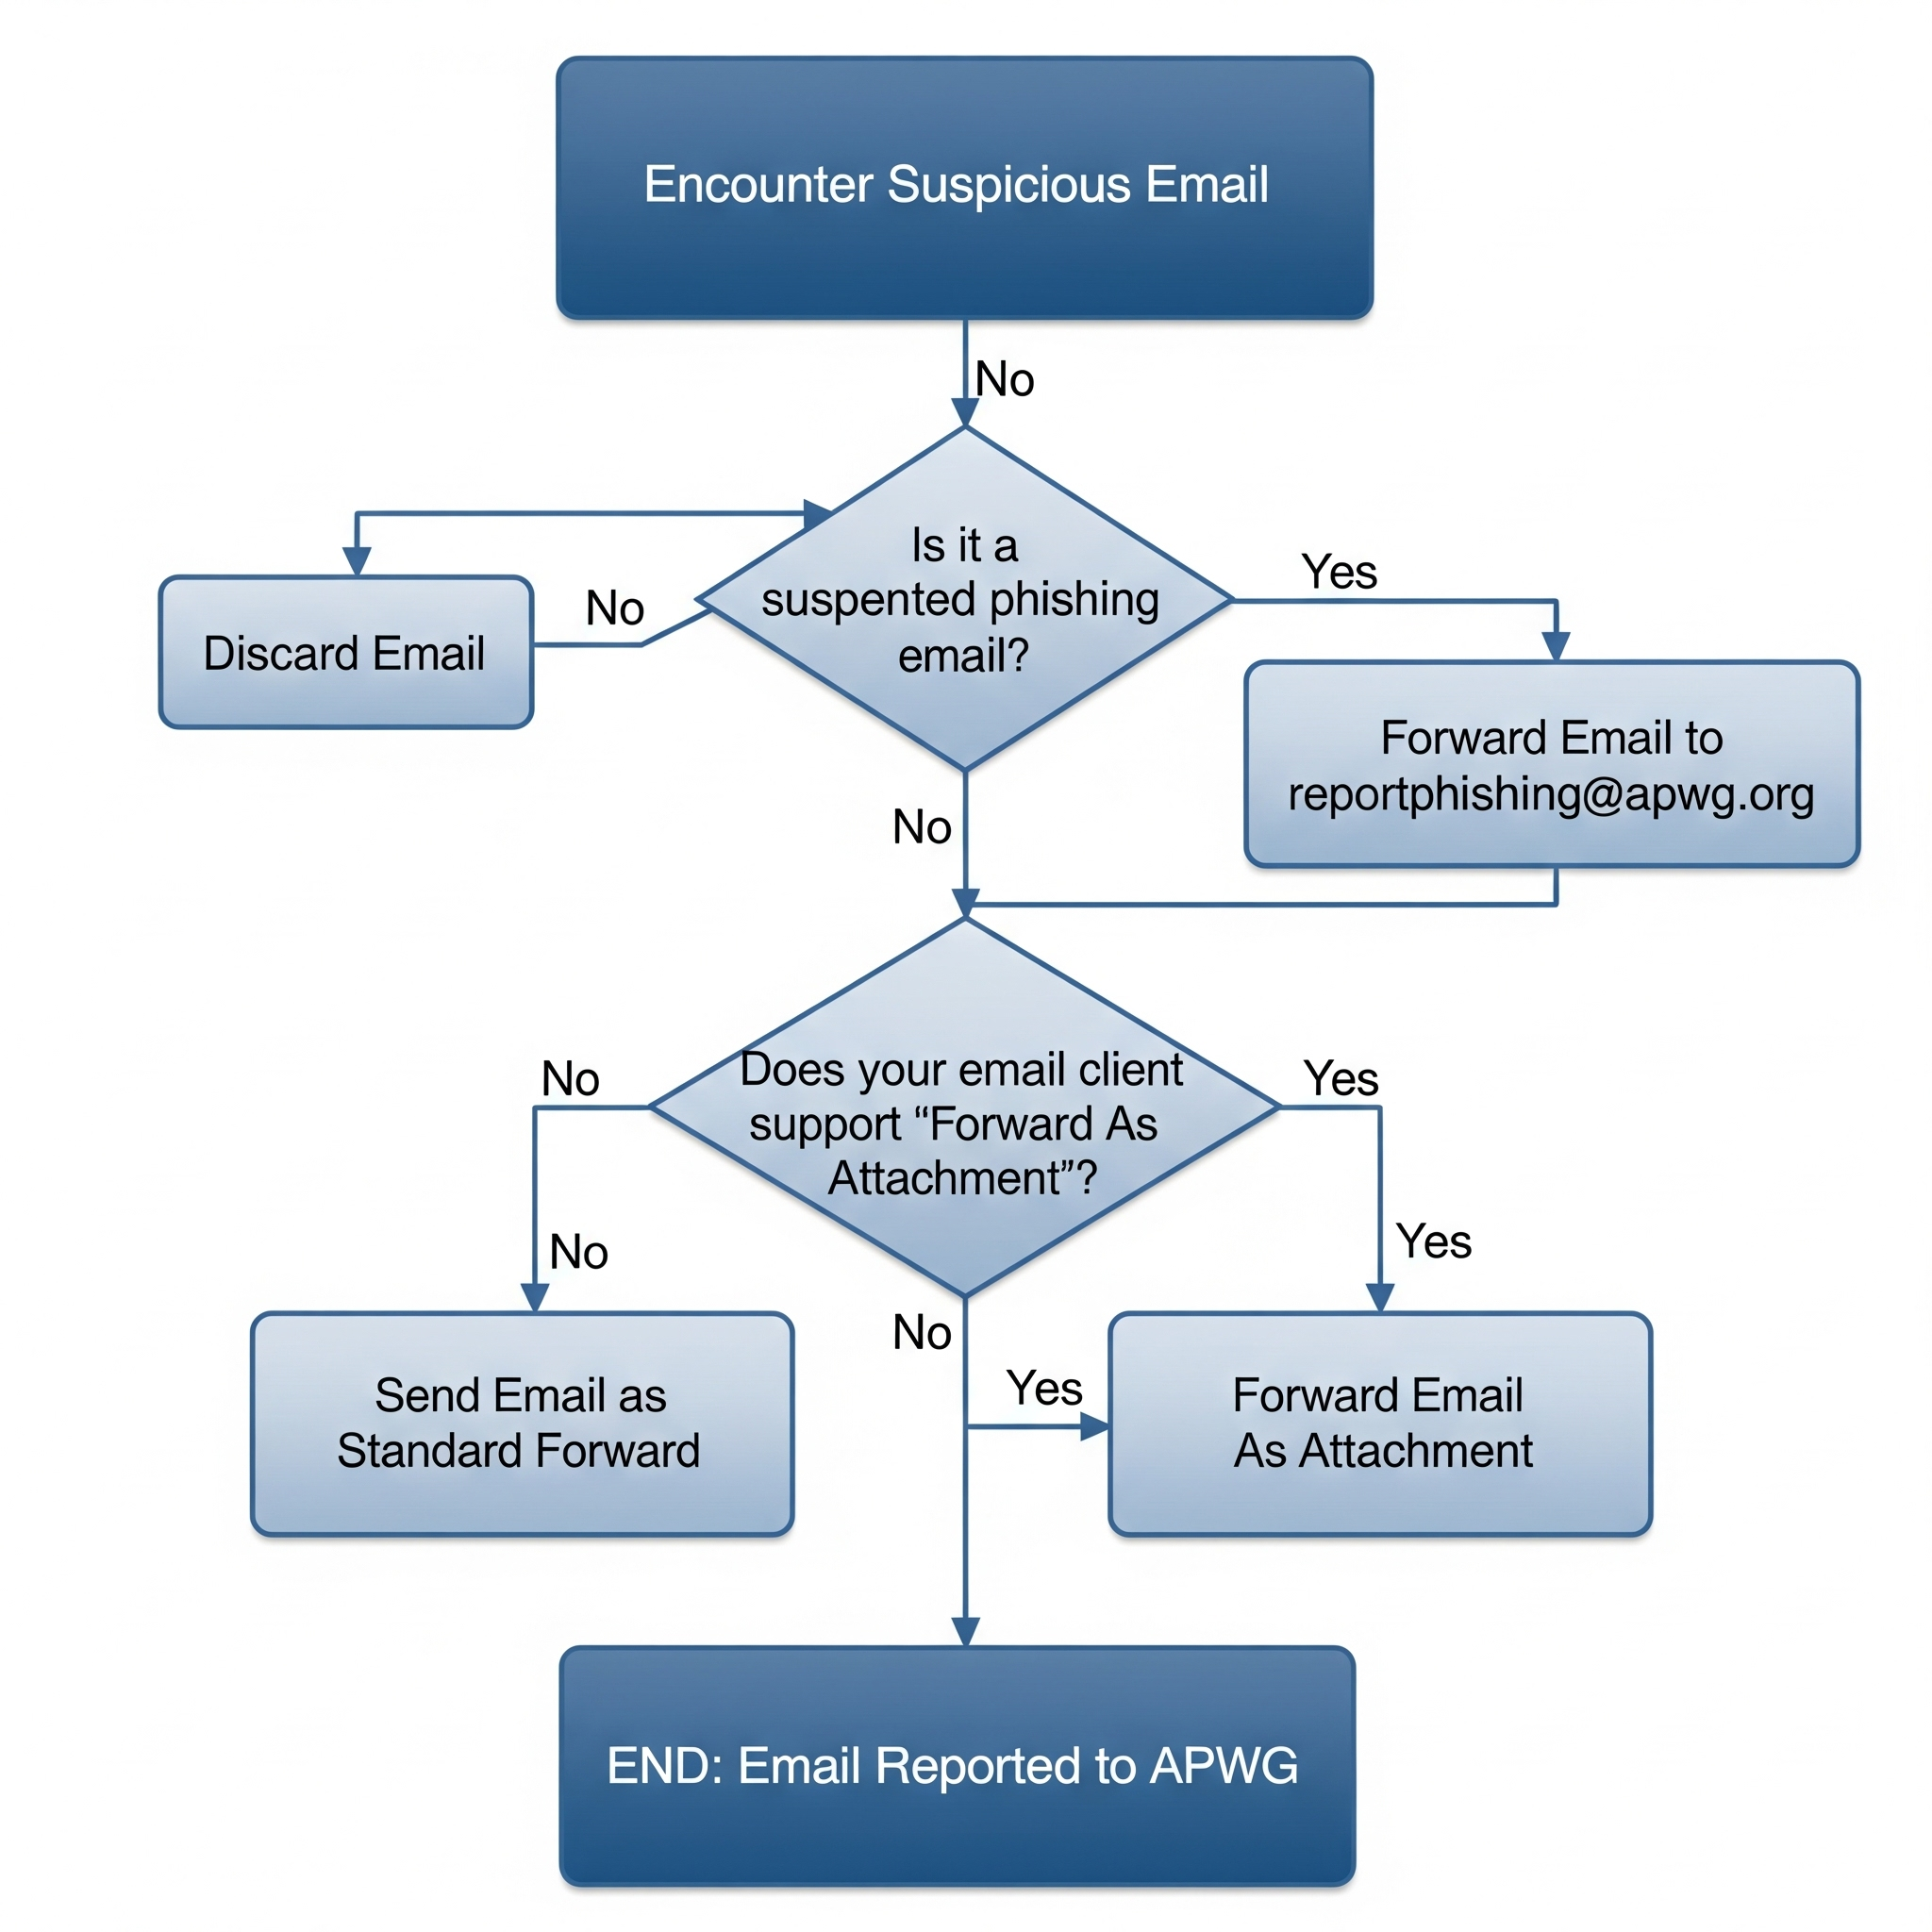 Encounter Suspicious Email
No
Is it a
suspented phishing
email?
Yes
No
Discard Email
Forward Email to
reportphishing@apwg.org
No
Does your email client
support “Forward As
Attachment”?
No
Yes
No
Yes
No
Yes
Send Email as
Standard Forward
Forward Email
As Attachment
END: Email Reported to APWG